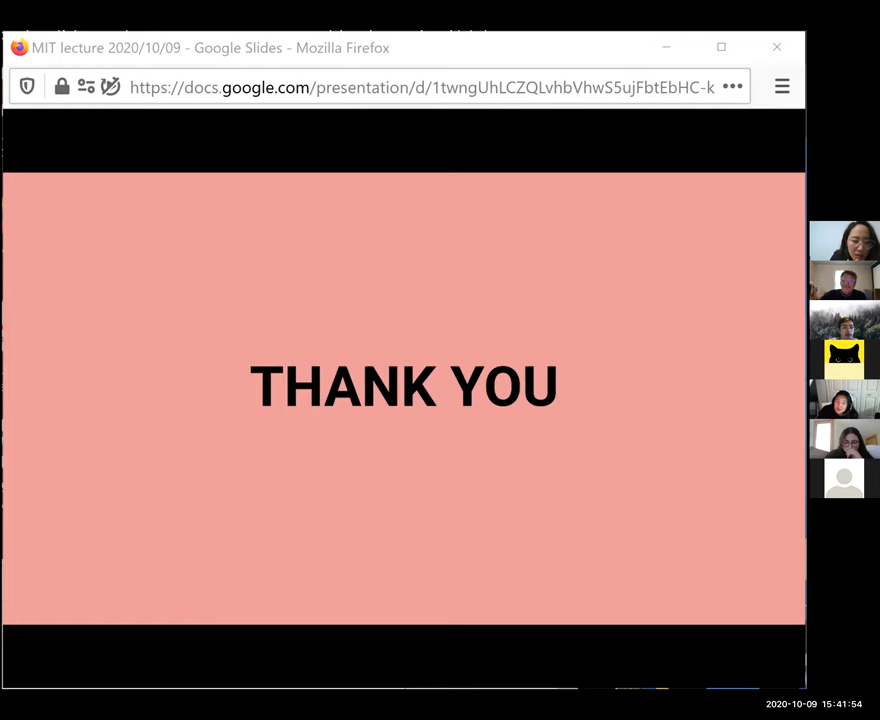 MIT lecture 2020/10/09 - Google Slides - Mozilla Firefox
https://docs.google.com/presentation/d/1twngUhLCZQLvhbVhwS5ujFbtEbHC-k
THANK YOU
2020-10-09 15:41:54